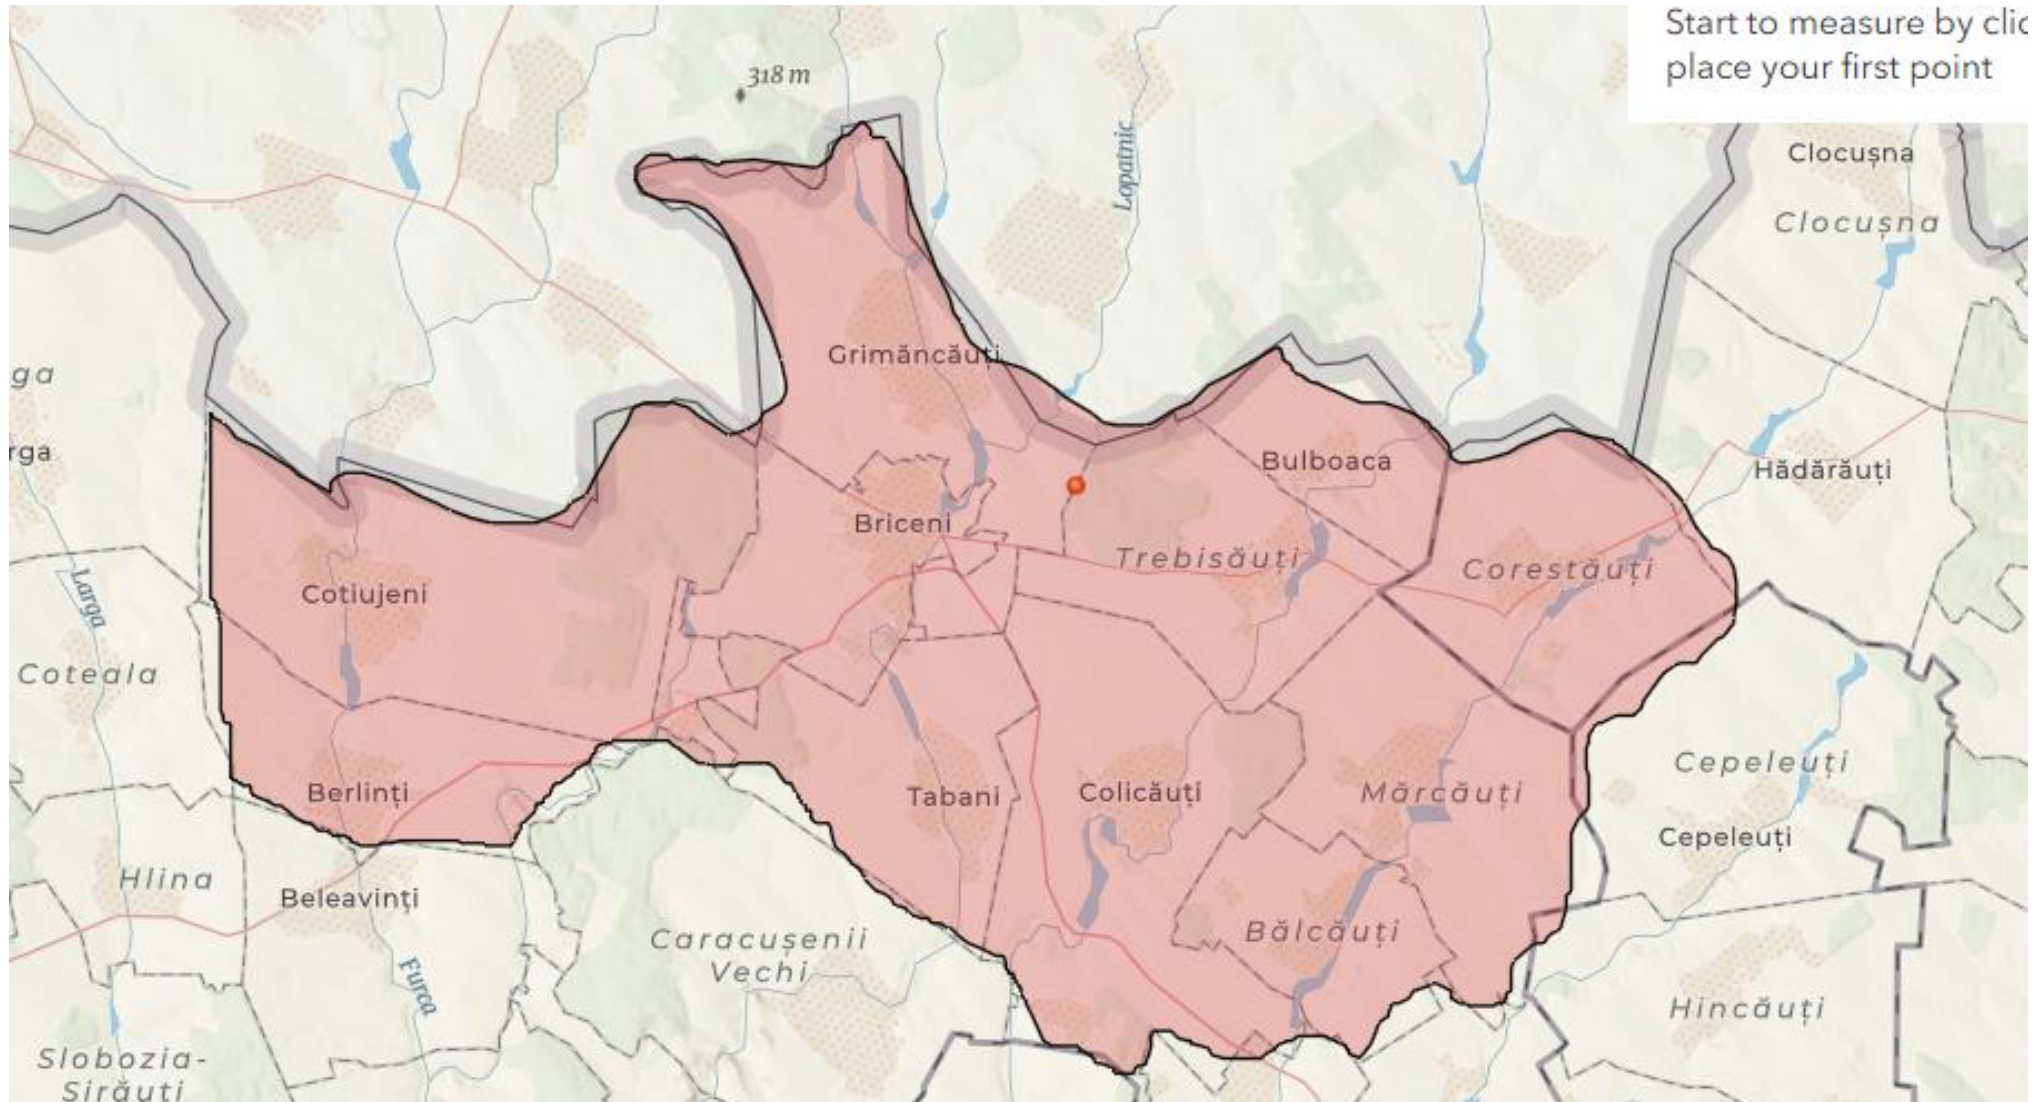 Start to measure by clic
place your first point
318 m
Lopatnic
Clocușna
Clocușna
Grimăncăuți
ga
rga
Bulboaca
Hădărăuți
Briceni
Trebisăuți
Corestăuți
Cotiujeni
Larga
Coteala
Cepeleuți
Berlinți
Tabani
Colicăuți
Mărcăuți
Cepeleuți
Hlina
Beleavinți
Bălcăuți
Caracușenii
Vechi
Furca
Hincăuți
Slobozia-
Sirăuți